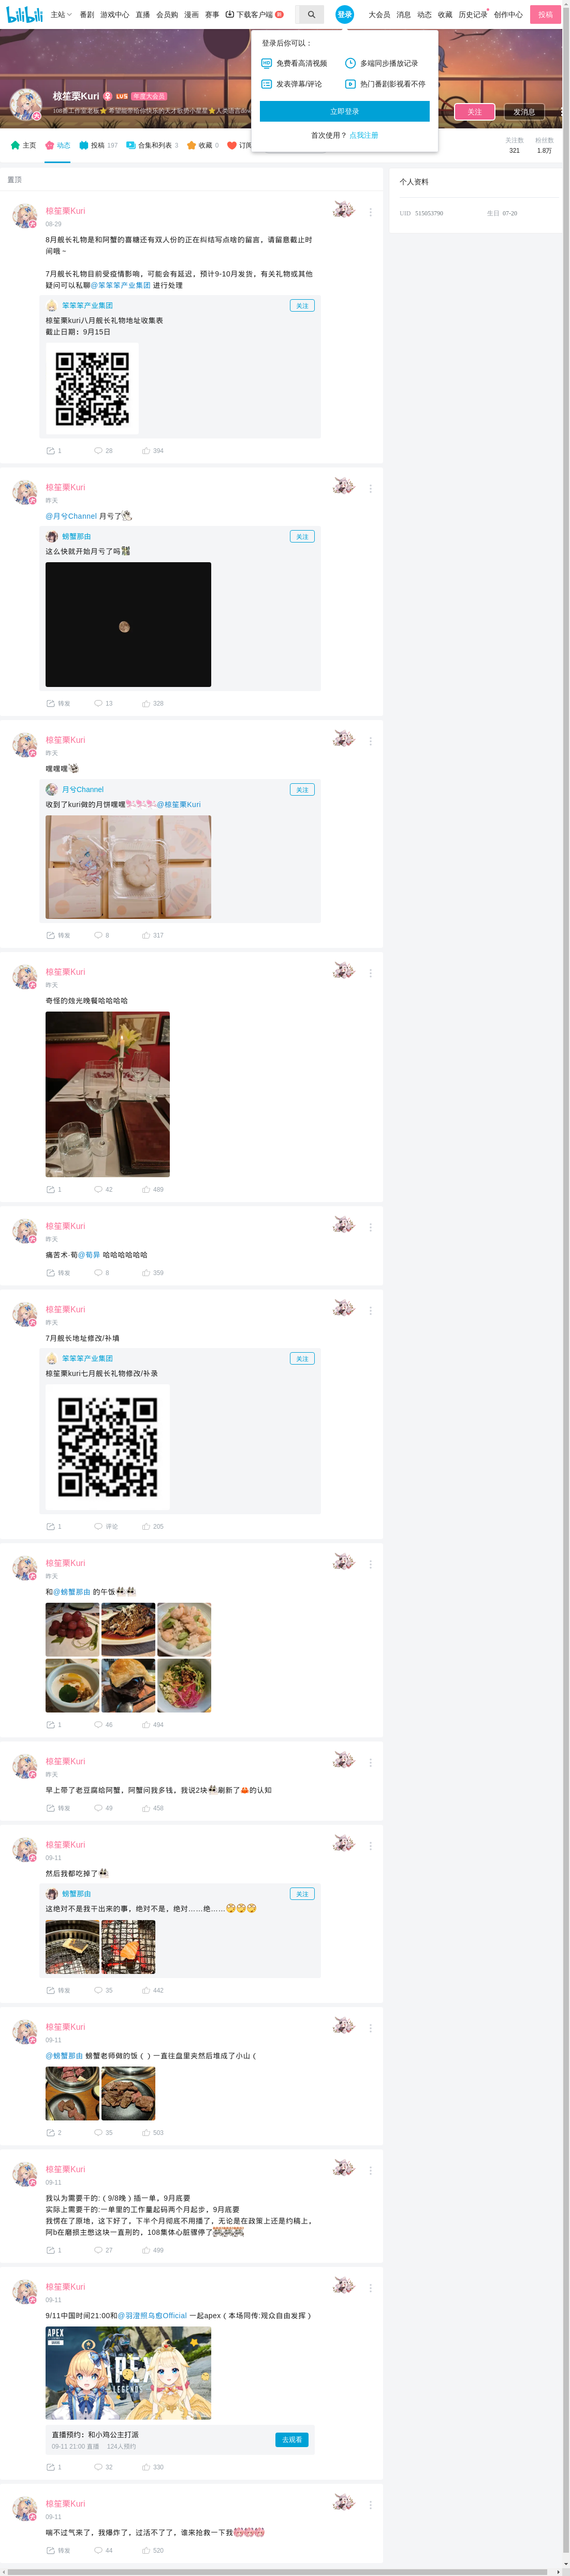 bilibili
主站 番剧 游戏中心 直播 会员购 漫画 赛事 下载客户端
登录
大会员 消息 动态 收藏 历史记录 创作中心 投稿
登录后你可以：
免费看高清视频 多端同步播放记录
发表弹幕/评论 热门番剧影视看不停
立即登录
首次使用？ 点我注册
椋笙栗Kuri LV5 年度大会员
关注 发消息
主页 动态 投稿 197 合集和列表 3 收藏 0 订阅
关注数 粉丝数
321 1.8万
个人资料
UID 515053790 生日 07-20
置顶
椋笙栗Kuri
08-29
8月舰长礼物是和阿蟹的喜糖还有双人份的正在纠结写点啥的留言，请留意截止时
间哦～
7月舰长礼物目前受疫情影响，可能会有延迟，预计9-10月发货，有关礼物或其他
疑问可以私聊@笨笨笨产业集团 进行处理
笨笨笨产业集团 关注
椋笙栗kuri八月舰长礼物地址收集表
截止日期：9月15日
1 28 394
椋笙栗Kuri
昨天
@月兮Channel 月亏了
螃蟹那由 关注
这么快就开始月亏了吗
转发 13 328
椋笙栗Kuri
昨天
嘿嘿嘿
月兮Channel 关注
收到了kuri做的月饼嘿嘿@椋笙栗Kuri
转发 8 317
椋笙栗Kuri
昨天
奇怪的烛光晚餐哈哈哈哈
1 42 489
椋笙栗Kuri
昨天
痛苦木·荀@荀异 哈哈哈哈哈哈
转发 8 359
椋笙栗Kuri
昨天
7月舰长地址修改/补填
笨笨笨产业集团 关注
椋笙栗kuri七月舰长礼物修改/补录
1 评论 205
椋笙栗Kuri
昨天
和@螃蟹那由 的午饭
1 46 494
椋笙栗Kuri
昨天
早上带了老豆腐给阿蟹，阿蟹问我多钱，我说2块刷新了的认知
转发 49 458
椋笙栗Kuri
09-11
然后我都吃掉了
螃蟹那由 关注
这绝对不是我干出来的事，绝对不是，绝对……绝……
转发 35 442
椋笙栗Kuri
09-11
@螃蟹那由 螃蟹老师做的饭（ ）一直往盘里夹然后堆成了小山（
2 35 503
椋笙栗Kuri
09-11
我以为需要干的:（ 9/8晚 ）插一单，9月底要
实际上需要干的:一单里的工作量起码两个月起步，9月底要
我愣在了原地，这下好了，下半个月彻底不用播了，无论是在政策上还是约稿上，
阿b在磨损主憋这块一直刑的，108集体心脏骤停了
1 27 499
椋笙栗Kuri
09-11
9/11中国时间21:00和@羽澄照乌愈Official 一起apex（ 本场同传:观众自由发挥 ）
APEX
APEX
LEGENDS
直播预约：和小鸡公主打派
09-11 21:00 直播 124人预约
去观看
1 32 330
椋笙栗Kuri
09-11
喘不过气来了，我爆炸了，过活不了了，谁来抢救一下我
转发 44 520